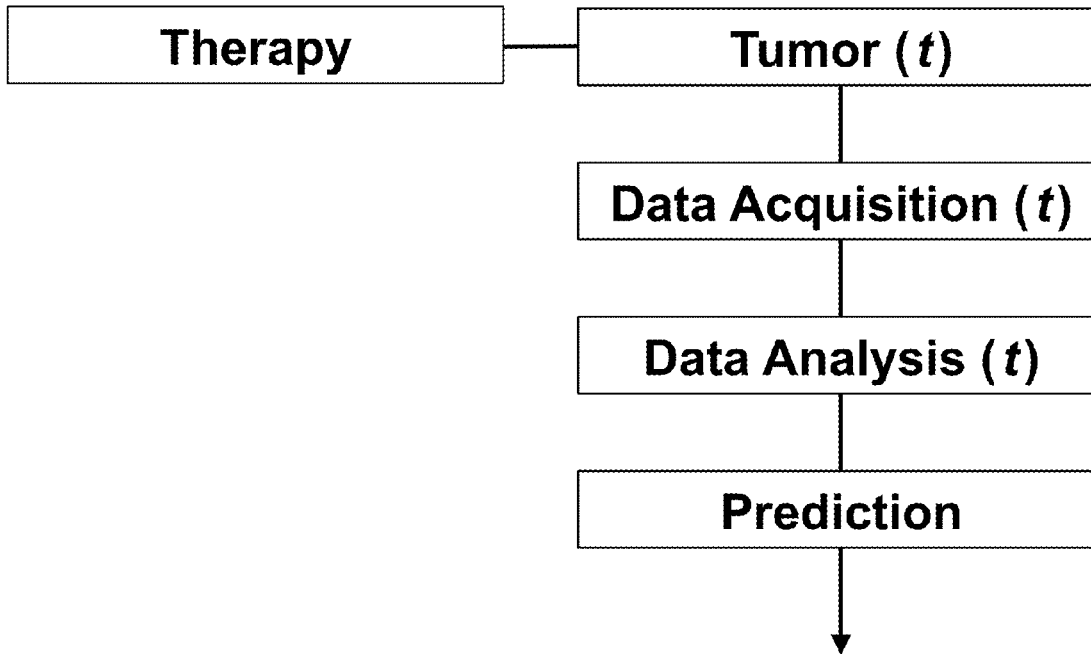 Therapy
Tumor (t)
Data Acquisition (t)
Data Analysis (t)
Prediction